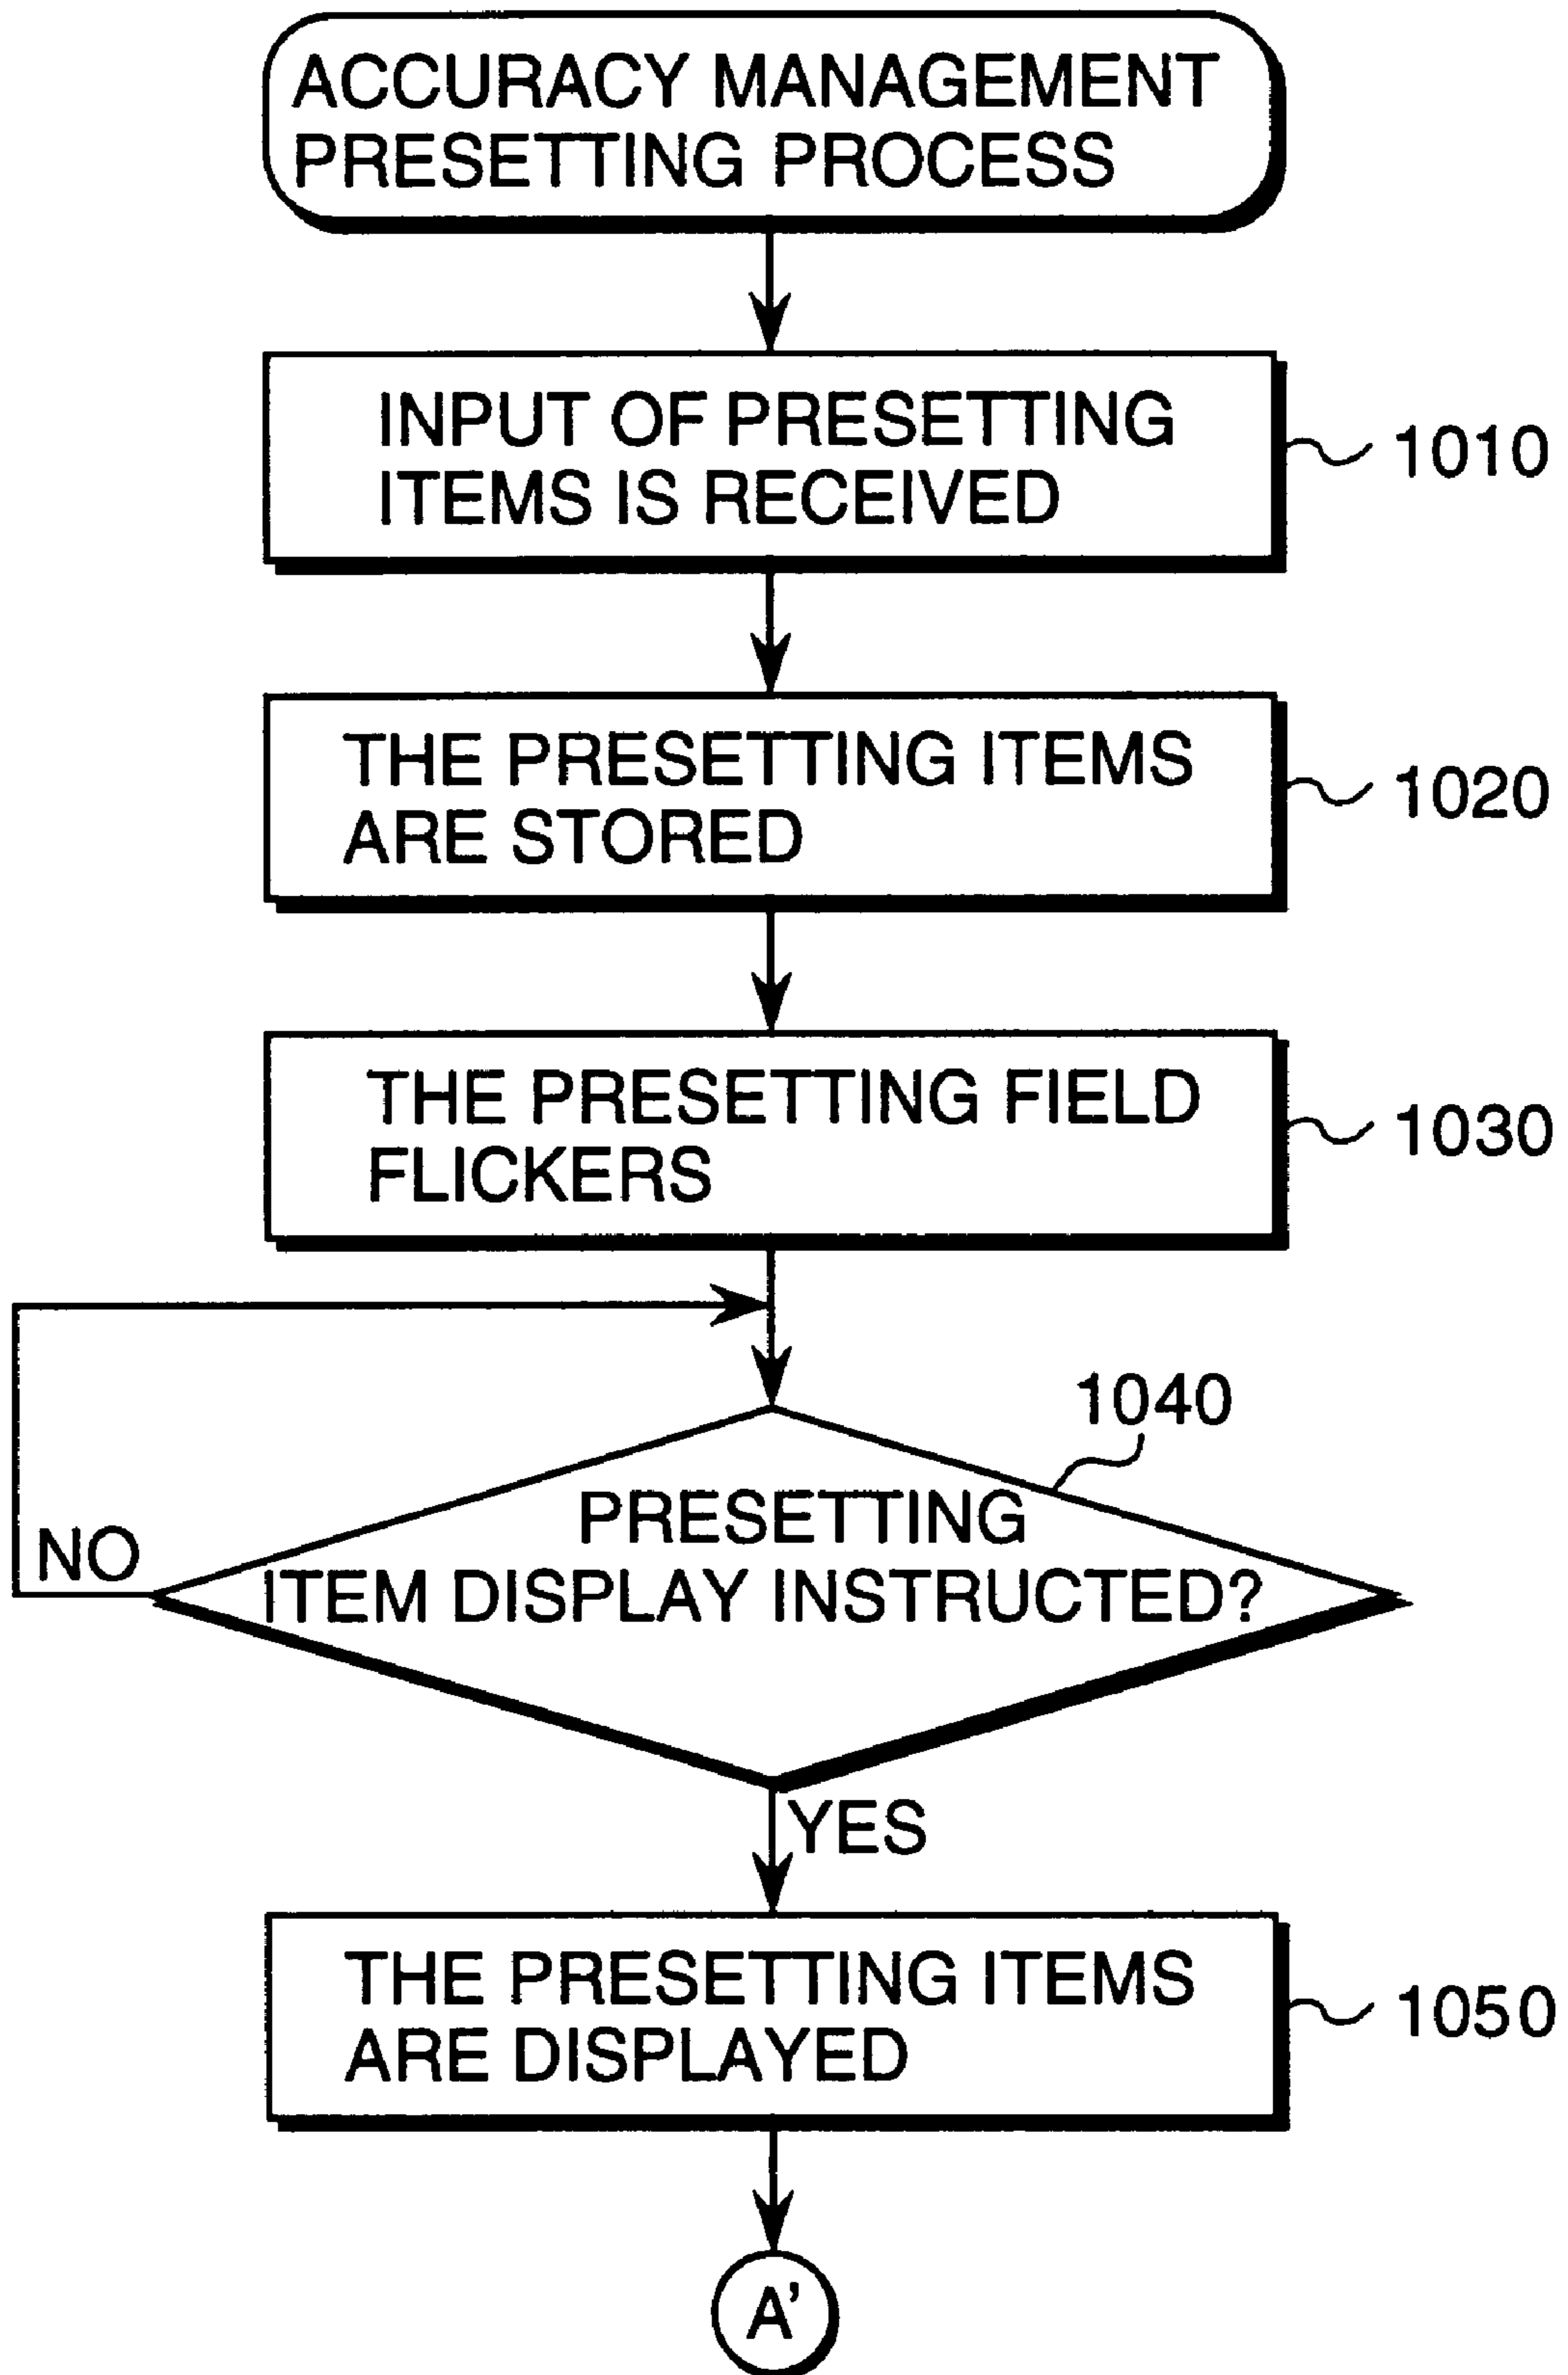 ACCURACY MANAGEMENT
PRESETTING PROCESS
INPUT OF PRESETTING
ITEMS IS RECEIVED
1010
THE PRESETTING ITEMS
ARE STORED
1020
THE PRESETTING FIELD
FLICKERS
1030
1040
PRESETTING
ITEM DISPLAY INSTRUCTED?
NO
YES
THE PRESETTING ITEMS
ARE DISPLAYED
1050
A'